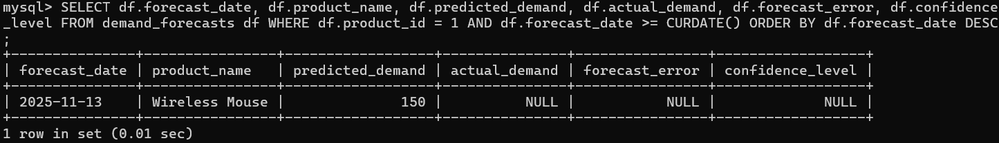 mysql> SELECT df.forecast_date, df.product_name, df.predicted_demand, df.actual_demand, df.forecast_error, df.confidence
_level FROM demand_forecasts df WHERE df.product_id = 1 AND df.forecast_date >= CURDATE() ORDER BY df.forecast_date DESC
;
+---------------+----------------+------------------+---------------+----------------+------------------+
| forecast_date | product_name   | predicted_demand | actual_demand | forecast_error | confidence_level |
+---------------+----------------+------------------+---------------+----------------+------------------+
| 2025-11-13    | Wireless Mouse |              150 |          NULL |           NULL |             NULL |
+---------------+----------------+------------------+---------------+----------------+------------------+
1 row in set (0.01 sec)